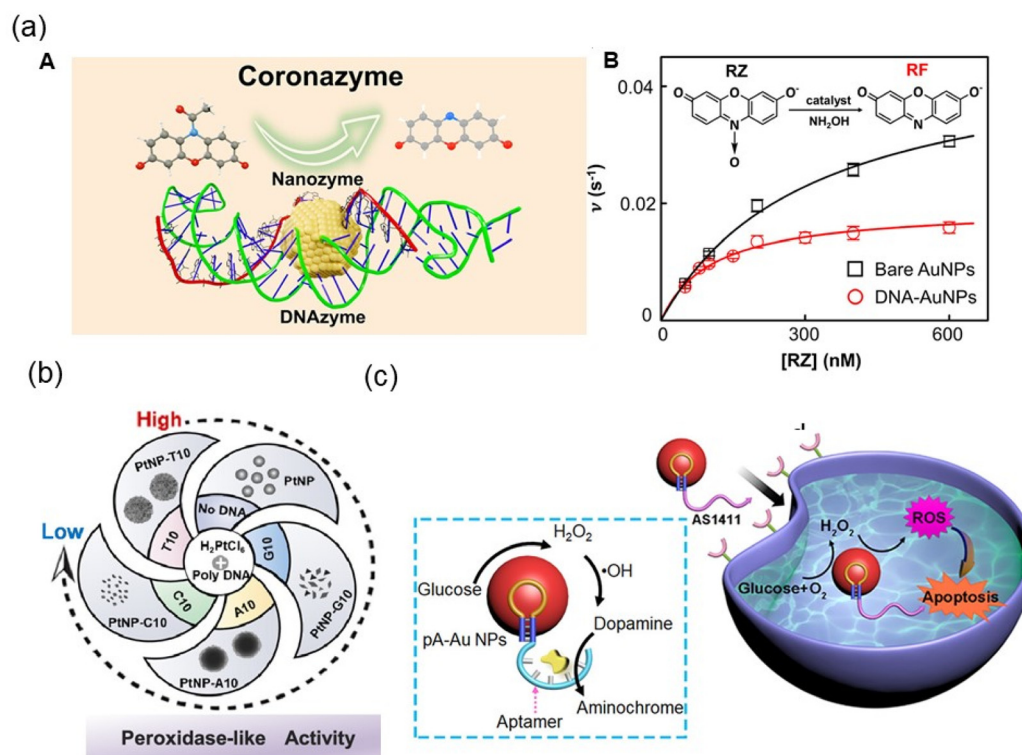 (a)
A
Coronazyme
Nanozyme
DNAzyme
B
RZ
RF
O
O
O⁻
N
O
catalyst
NH₂OH
O
O
O⁻
N
ν (s⁻¹)
0.04
0.02
0
Bare AuNPs
DNA-AuNPs
0
300
600
[RZ] (nM)
(b)
High
Low
PtNP-T10
PtNP
PtNP-G10
PtNP-A10
PtNP-C10
No DNA
T10
G10
C10
A10
H₂PtCl₆
Poly DNA
Peroxidase-like Activity
(c)
H₂O₂
Glucose
•OH
pA-Au NPs
Dopamine
Aptamer
Aminochrome
AS1411
H₂O₂
ROS
Glucose+O₂
Apoptosis